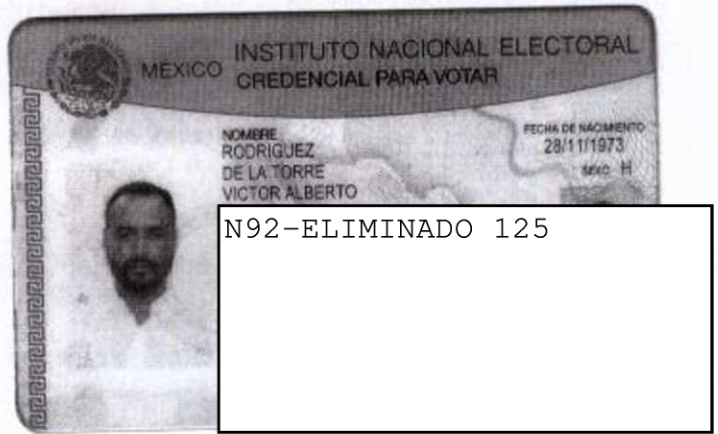 MEXICO
INSTITUTO NACIONAL ELECTORAL
CREDENCIAL PARA VOTAR
NOMBRE
RODRIGUEZ
DE LA TORRE
VICTOR ALBERTO
FECHA DE NACIMIENTO
28/11/1973
SEXO H
N92-ELIMINADO 125